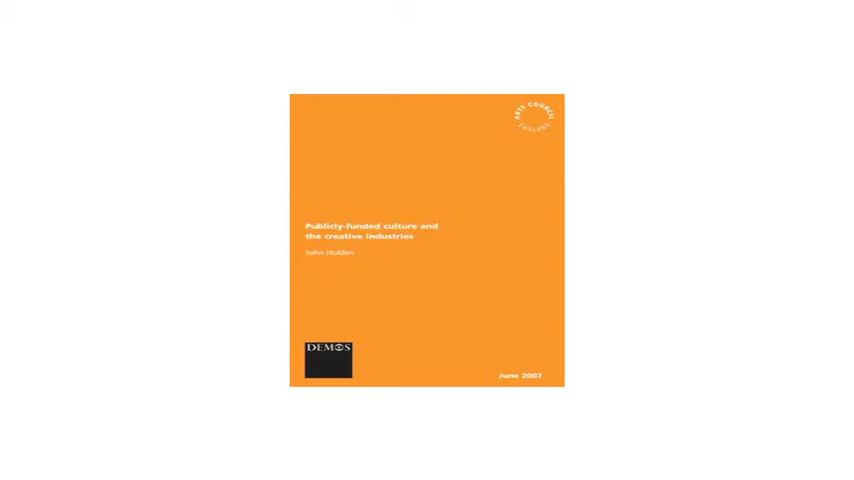 ARTS COUNCIL
ENGLAND
Publicly-funded culture and
the creative industries
John Holden
DEMOS
June 2007